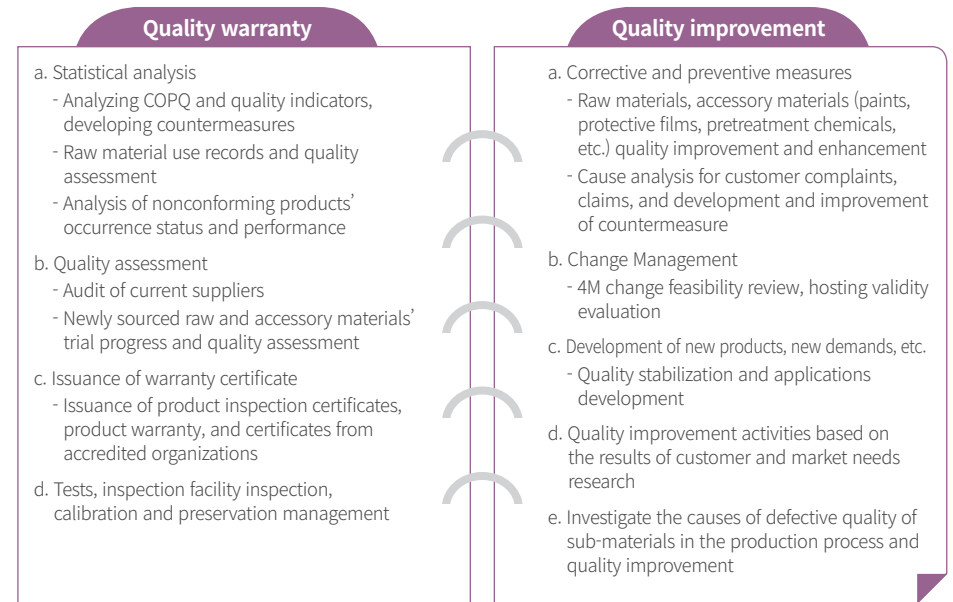 Quality warranty
a. Statistical analysis
- Analyzing COPQ and quality indicators,
developing countermeasures
- Raw material use records and quality
assessment
- Analysis of nonconforming products’
occurrence status and performance
b. Quality assessment
- Audit of current suppliers
- Newly sourced raw and accessory materials’
trial progress and quality assessment
c. Issuance of warranty certificate
- Issuance of product inspection certificates,
product warranty, and certificates from
accredited organizations
d. Tests, inspection facility inspection,
calibration and preservation management
Quality improvement
a. Corrective and preventive measures
- Raw materials, accessory materials (paints,
protective films, pretreatment chemicals,
etc.) quality improvement and enhancement
- Cause analysis for customer complaints,
claims, and development and improvement
of countermeasure
b. Change Management
- 4M change feasibility review, hosting validity
evaluation
c. Development of new products, new demands, etc.
- Quality stabilization and applications
development
d. Quality improvement activities based on
the results of customer and market needs
research
e. Investigate the causes of defective quality of
sub-materials in the production process and
quality improvement